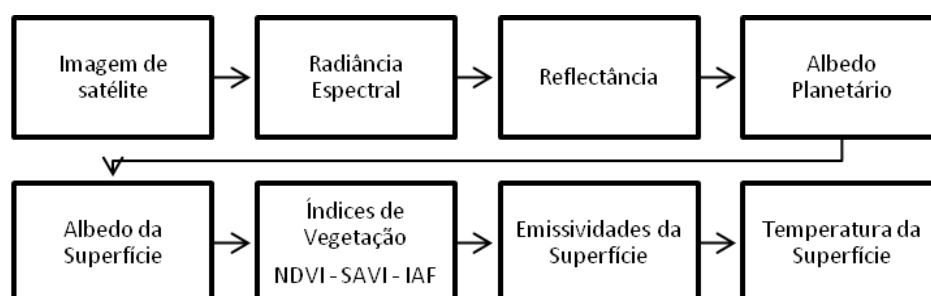 Imagem de
satélite
Radiância
Espectral
Reflectância
Albedo
Planetário
Albedo da
Superfície
Índices de
Vegetação
NDVI - SAVI - IAF
Emissividades da
Superfície
Temperatura da
Superfície